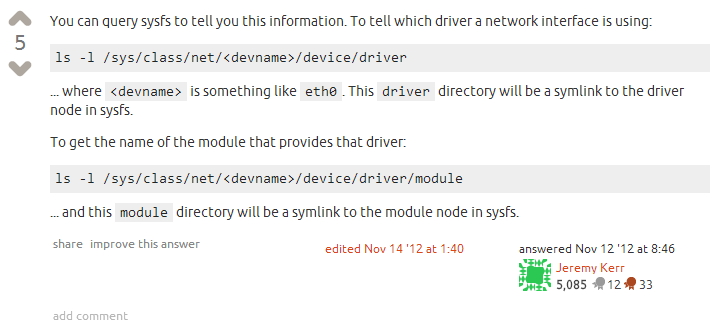 You can query sysfs to tell you this information. To tell which driver a network interface is using:
5
ls -l /sys/class/net/<devname>/device/driver
... where <devname> is something like eth0. This driver directory will be a symlink to the driver
node in sysfs.
To get the name of the module that provides that driver:
ls -l /sys/class/net/<devname>/device/driver/module
... and this module directory will be a symlink to the module node in sysfs.
share improve this answer
edited Nov 14 '12 at 1:40
answered Nov 12 '12 at 8:46
Jeremy Kerr
5,085 12 33
add comment